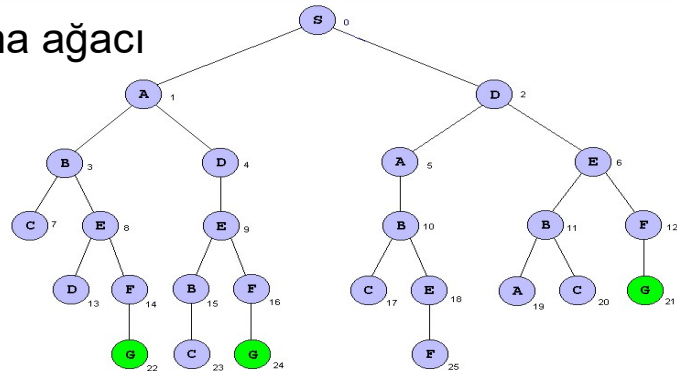 S 0
na ağacı
A 1 D 2
B 3 D 4 A 5 E 6
C 7 E 8 E 9 B 10 B 11 F 12
D 13 F 14 B 15 F 16 C 17 E 18 A 19 C 20 G 21
G 22 C 23 G 24 F 25